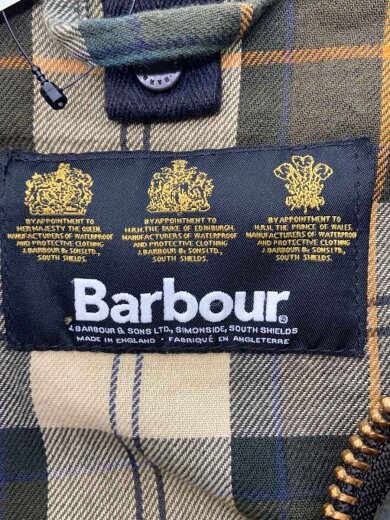 BARB
BY APPOINTMENT TO
HER MAJESTY THE QUEEN
MANUFACTURERS OF WATERPROOF
AND PROTECTIVE CLOTHING
J. BARBOUR & SONS LTD,
SOUTH SHIELDS.
BY APPOINTMENT TO
H.R.H. THE DUKE OF EDINBURGH.
MANUFACTURERS OF WATERPROOF
AND PROTECTIVE CLOTHING
J. BARBOUR & SONS LTD,
SOUTH SHIELDS.
BY APPOINTMENT TO
H.R.H. THE PRINCE OF WALES.
MANUFACTURERS OF WATERPROOF
AND PROTECTIVE CLOTHING
J. BARBOUR & SONS LTD,
SOUTH SHIELDS.
Barbour®
J. BARBOUR & SONS LTD, SIMONSIDE, SOUTH SHIELDS
MADE IN ENGLAND · FABRIQUÉ EN ANGLETERRE